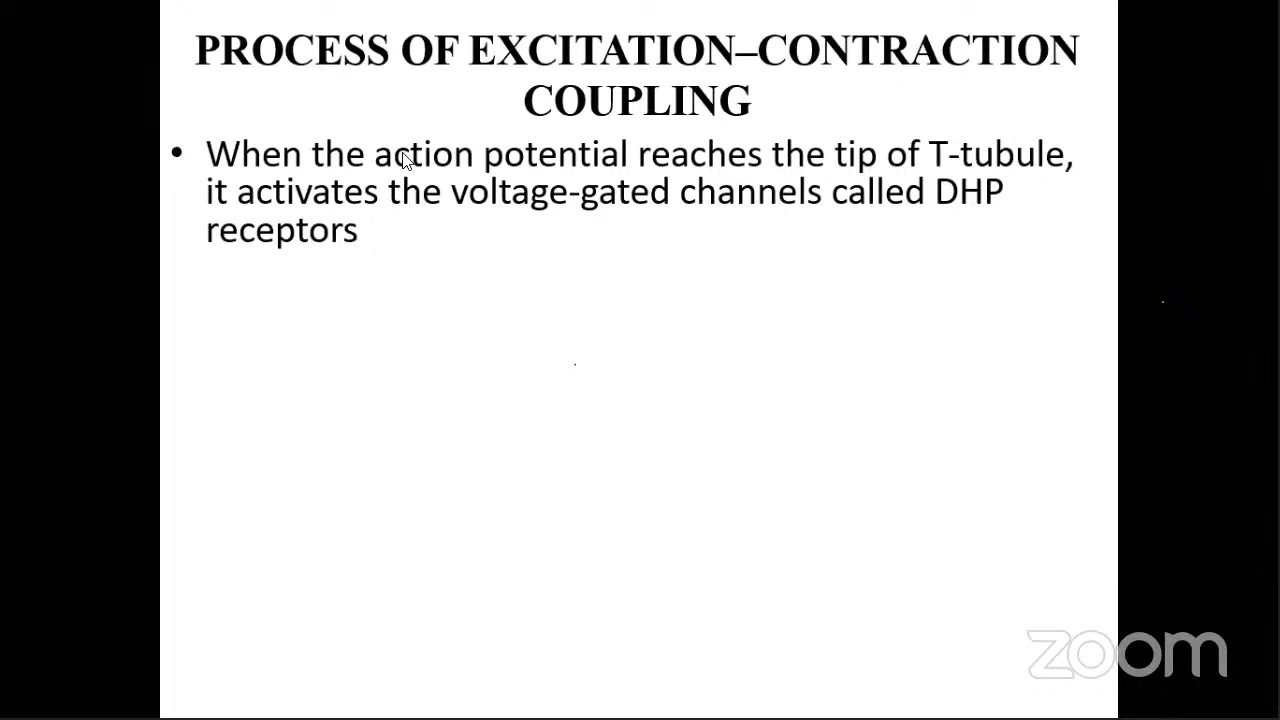 PROCESS OF EXCITATION–CONTRACTION
COUPLING
• When the action potential reaches the tip of T-tubule,
it activates the voltage-gated channels called DHP
receptors
zoom